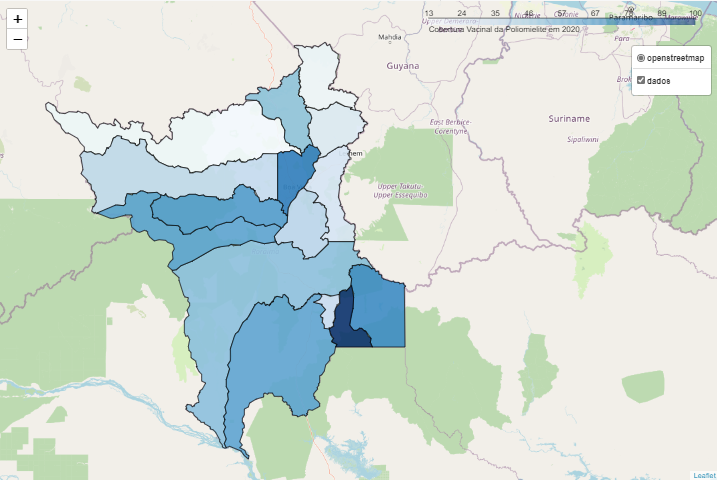 +
−
13 24 35 46 57 67 78 89 100
Cobertura Vacinal da Poliomielite em 2020
Paramaribo
Para
openstreetmap
dados
Mahdia
Guyana
East Berbice-
Corentyne
Suriname
Sipaliwini
Upper Takutu-
Upper Essequibo
Leaflet